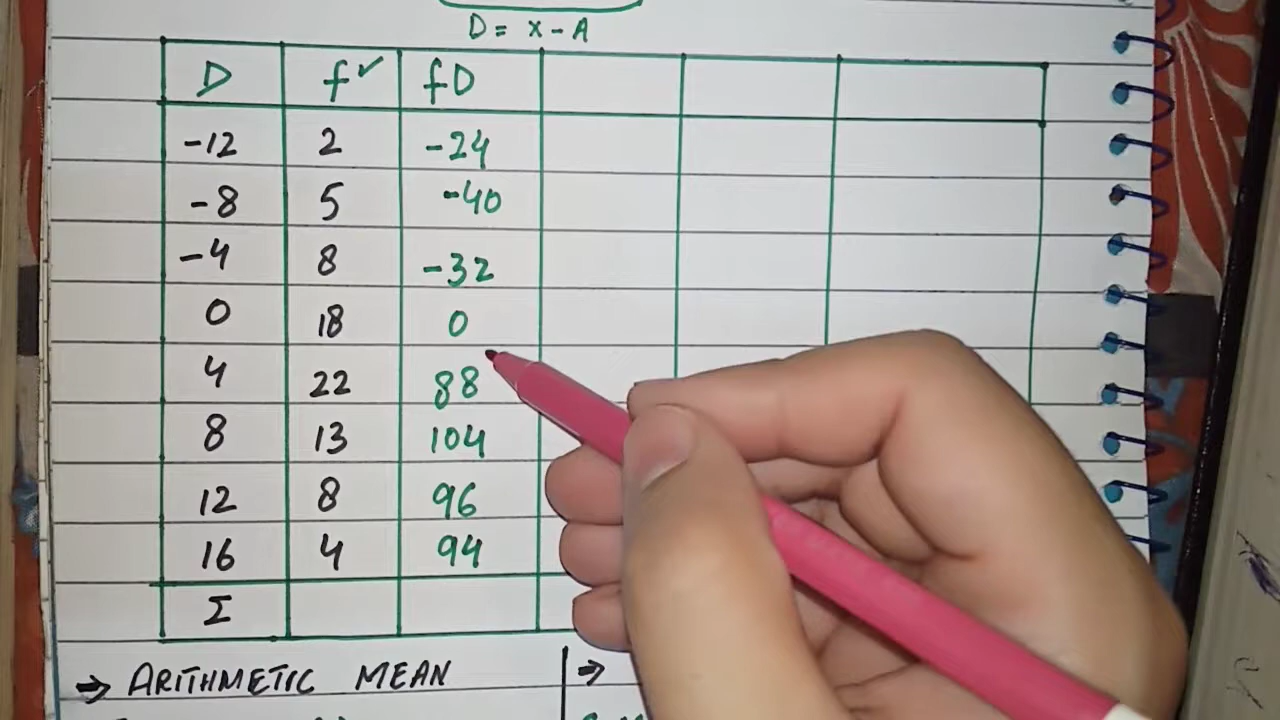 D = x - A
D f✓ fD
-12 2 -24
-8 5 -40
-4 8 -32
0 18 0
4 22 88
8 13 104
12 8 96
16 4 94
Σ
→ ARITHMETIC MEAN
→